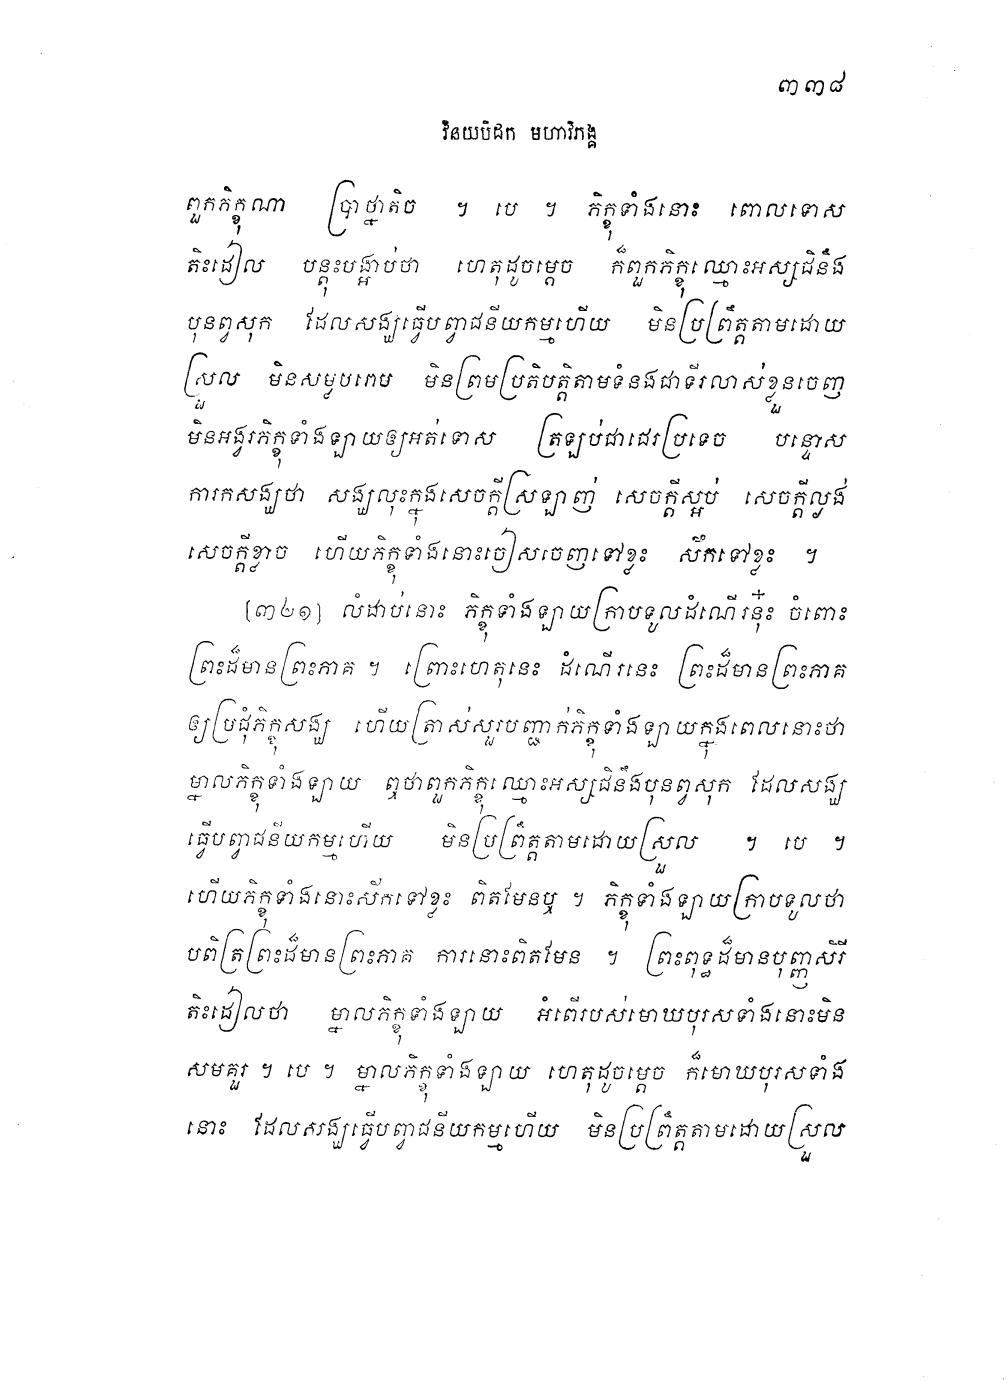 ៣៣៨
វិនយបិដក មហាវិភង្គ
ពួកភិក្ខុណា ប្រាថ្នាតិច ។ បេ ។ ភិក្ខុទាំងនោះ ពោលទោស
តិះដៀល បន្តុះបង្អាប់ថា ហេតុដូចម្តេច ក៏ពួកភិក្ខុឈ្មោះអស្សជិនឹង
បុនព្វសុក ដែលសង្ឃធ្វើបព្វាជនីយកម្មហើយ មិនប្រព្រឹត្តតាមដោយ
ស្រួល មិនសម្ងបរោម មិនព្រមប្រតិបត្តិតាមទំនងជាទីរលាស់ខ្លួនចេញ
មិនអង្វរភិក្ខុទាំងឡាយឲ្យអត់ទោស ត្រឡប់ជាជេរប្រទេច បន្ទោស
ការកសង្ឃថា សង្ឃលុះក្នុងសេចក្តីស្រឡាញ់ សេចក្តីស្អប់ សេចក្តីល្ងង់
សេចក្តីខ្លាច ហើយភិក្ខុទាំងនោះចៀសចេញទៅខ្លះ សឹកទៅខ្លះ ។
[៣៤១] លំដាប់នោះ ភិក្ខុទាំងឡាយក្រាបទូលដំណើរនុ៎ះ ចំពោះ
ព្រះដ៏មានព្រះភាគ ។ ព្រោះហេតុនេះ ដំណើរនេះ ព្រះដ៏មានព្រះភាគ
ឲ្យប្រជុំភិក្ខុសង្ឃ ហើយត្រាស់សួរបញ្ជាក់ភិក្ខុទាំងឡាយក្នុងពេលនោះថា
ម្នាលភិក្ខុទាំងឡាយ ឮថាពួកភិក្ខុឈ្មោះអស្សជិនឹងបុនព្វសុក ដែលសង្ឃ
ធ្វើបព្វាជនីយកម្មហើយ មិនប្រព្រឹត្តតាមដោយស្រួល ។ បេ ។
ហើយភិក្ខុទាំងនោះសឹកទៅខ្លះ ពិតមែនឬ ។ ភិក្ខុទាំងឡាយក្រាបទូលថា
បពិត្រព្រះដ៏មានព្រះភាគ ការនោះពិតមែន ។ ព្រះពុទ្ធដ៏មានបុញ្ញសិរី
តិះដៀលថា ម្នាលភិក្ខុទាំងឡាយ អំពើរបស់មោឃបុរសទាំងនោះមិន
សមគួរ ។ បេ ។ ម្នាលភិក្ខុទាំងឡាយ ហេតុដូចម្តេច ក៏មោឃបុរសទាំង
នោះ ដែលសង្ឃធ្វើបព្វាជនីយកម្មហើយ មិនប្រព្រឹត្តតាមដោយស្រួល